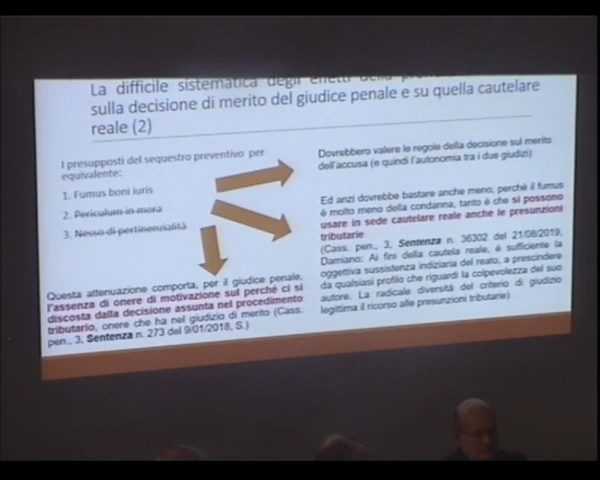 La difficile sistematica degli effetti della
sulla decisione di merito del giudice penale e su quella cautelare
reale (2)
I presupposti del sequestro preventivo per
equivalente:
1. Fumus boni iuris
2. Periculum in mora
3. Nesso di pertinenzialità
Questa attenuazione comporta, per il giudice penale,
l'assenza di onere di motivazione sul perché ci si
discosta dalla decisione assunta nel procedimento
tributario, onere che ha nel giudizio di merito (Cass.
pen., 3, Sentenza n. 273 del 9/01/2018, S.)
Dovrebbero valere le regole della decisione sul merito
dell'accusa (e quindi l'autonomia tra i due giudizi)
Ed anzi dovrebbe bastare anche meno, perché il fumus
è molto meno della condanna, tanto è che si possono
usare in sede cautelare reale anche le presunzioni
tributarie
(Cass. pen., 3, Sentenza n. 36302 del 21/08/2019,
Damiano: Ai fini della cautela reale, è sufficiente la
oggettiva sussistenza indiziaria del reato, a prescindere
da qualsiasi profilo che riguardi la colpevolezza del suo
autore. La radicale diversità del criterio di giudizio
legittima il ricorso alle presunzioni tributarie)